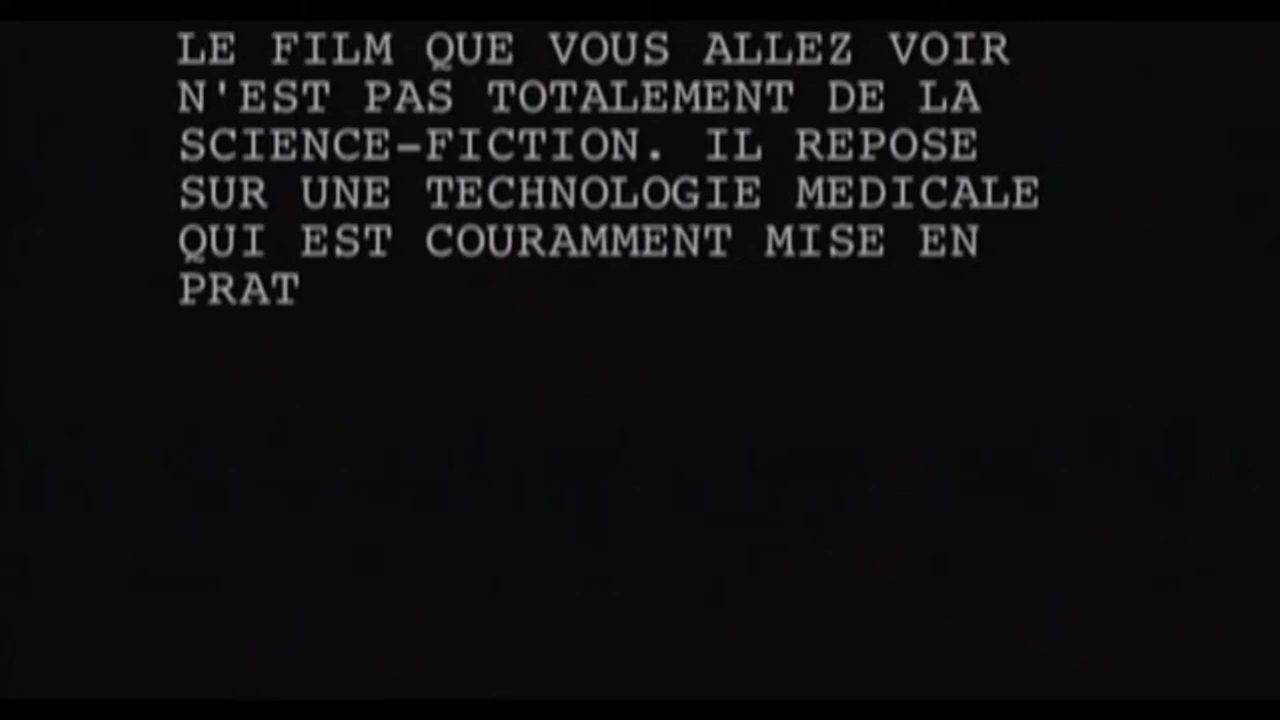 LE FILM QUE VOUS ALLEZ VOIR
N'EST PAS TOTALEMENT DE LA
SCIENCE-FICTION. IL REPOSE
SUR UNE TECHNOLOGIE MEDICALE
QUI EST COURAMMENT MISE EN
PRAT